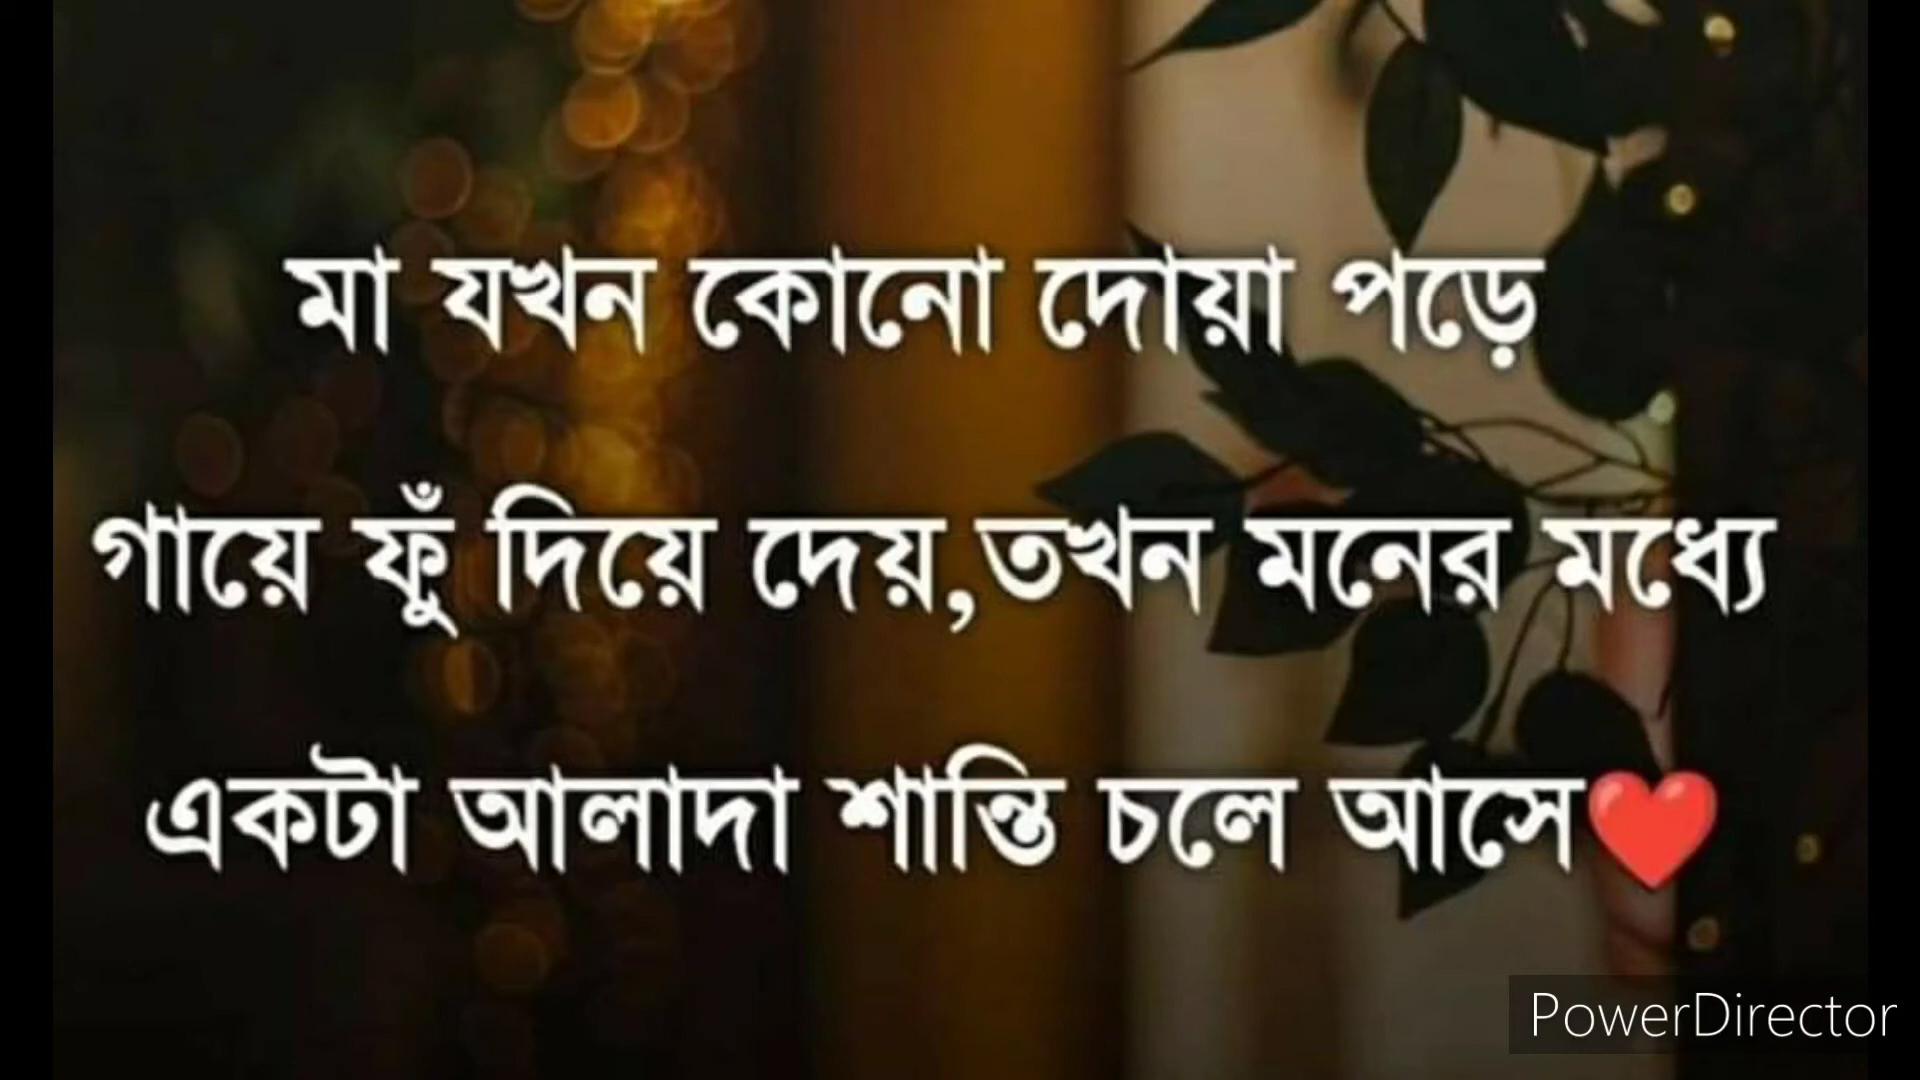 মা যখন কোনো দোয়া পড়ে
গায়ে ফুঁ দিয়ে দেয়,তখন মনের মধ্যে
একটা আলাদা শান্তি চলে আসে❤️
PowerDirector